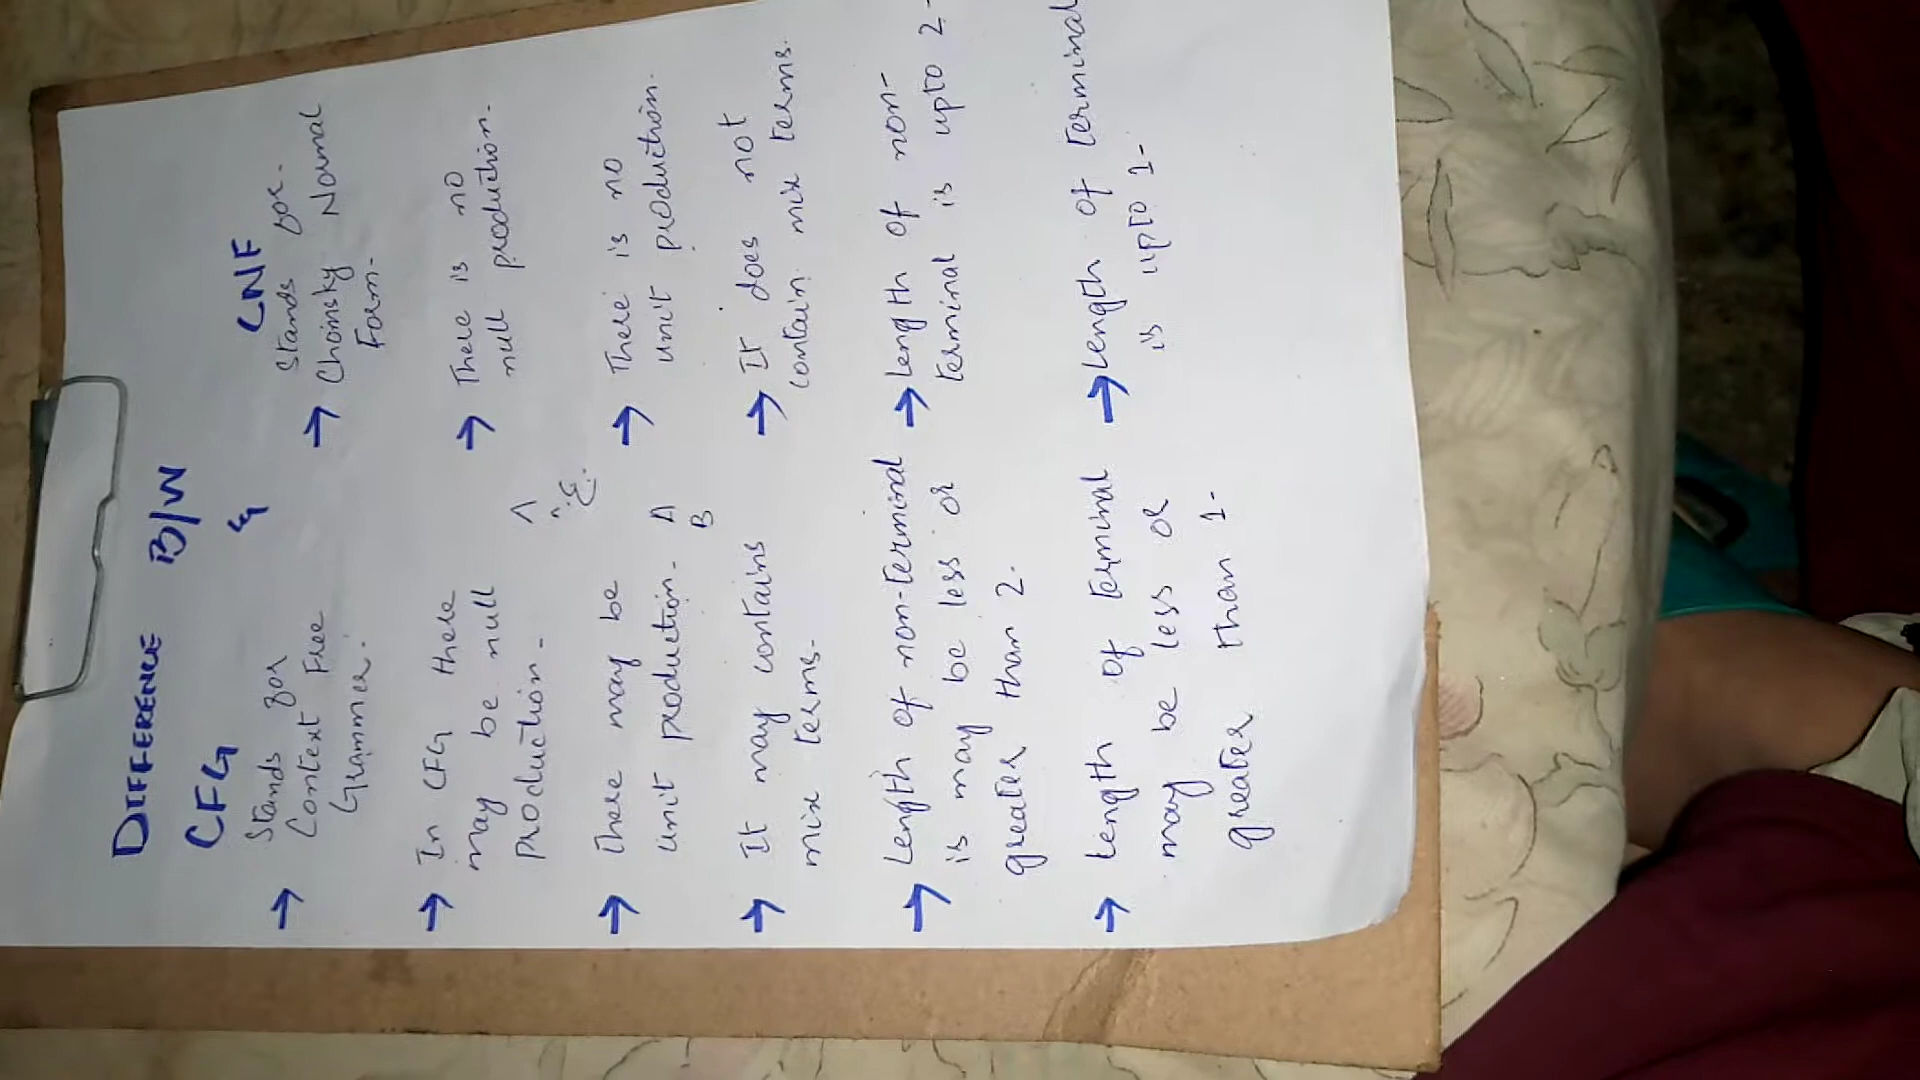 DIFFERENCE B/W
CFG & CNF
→ Stands for
Context Free
Grammer.
→ In CFG there
may be null
production.
Λ
^.
ε.
→ There may be
unit production. A
B
→ It may contains
mix terms.
→ Length of non-terminal
is may be less or
greater than 2.
→ Length of terminal
may be less or
greater than 1.
Stands for.
→ Choinsky Normal
Form.
→ There is no
null production.
→ There is no
unit production.
→ It does not
contain mix terms.
→ Length of non-
terminal is upto 2.
→ Length of terminal
is upto 1.